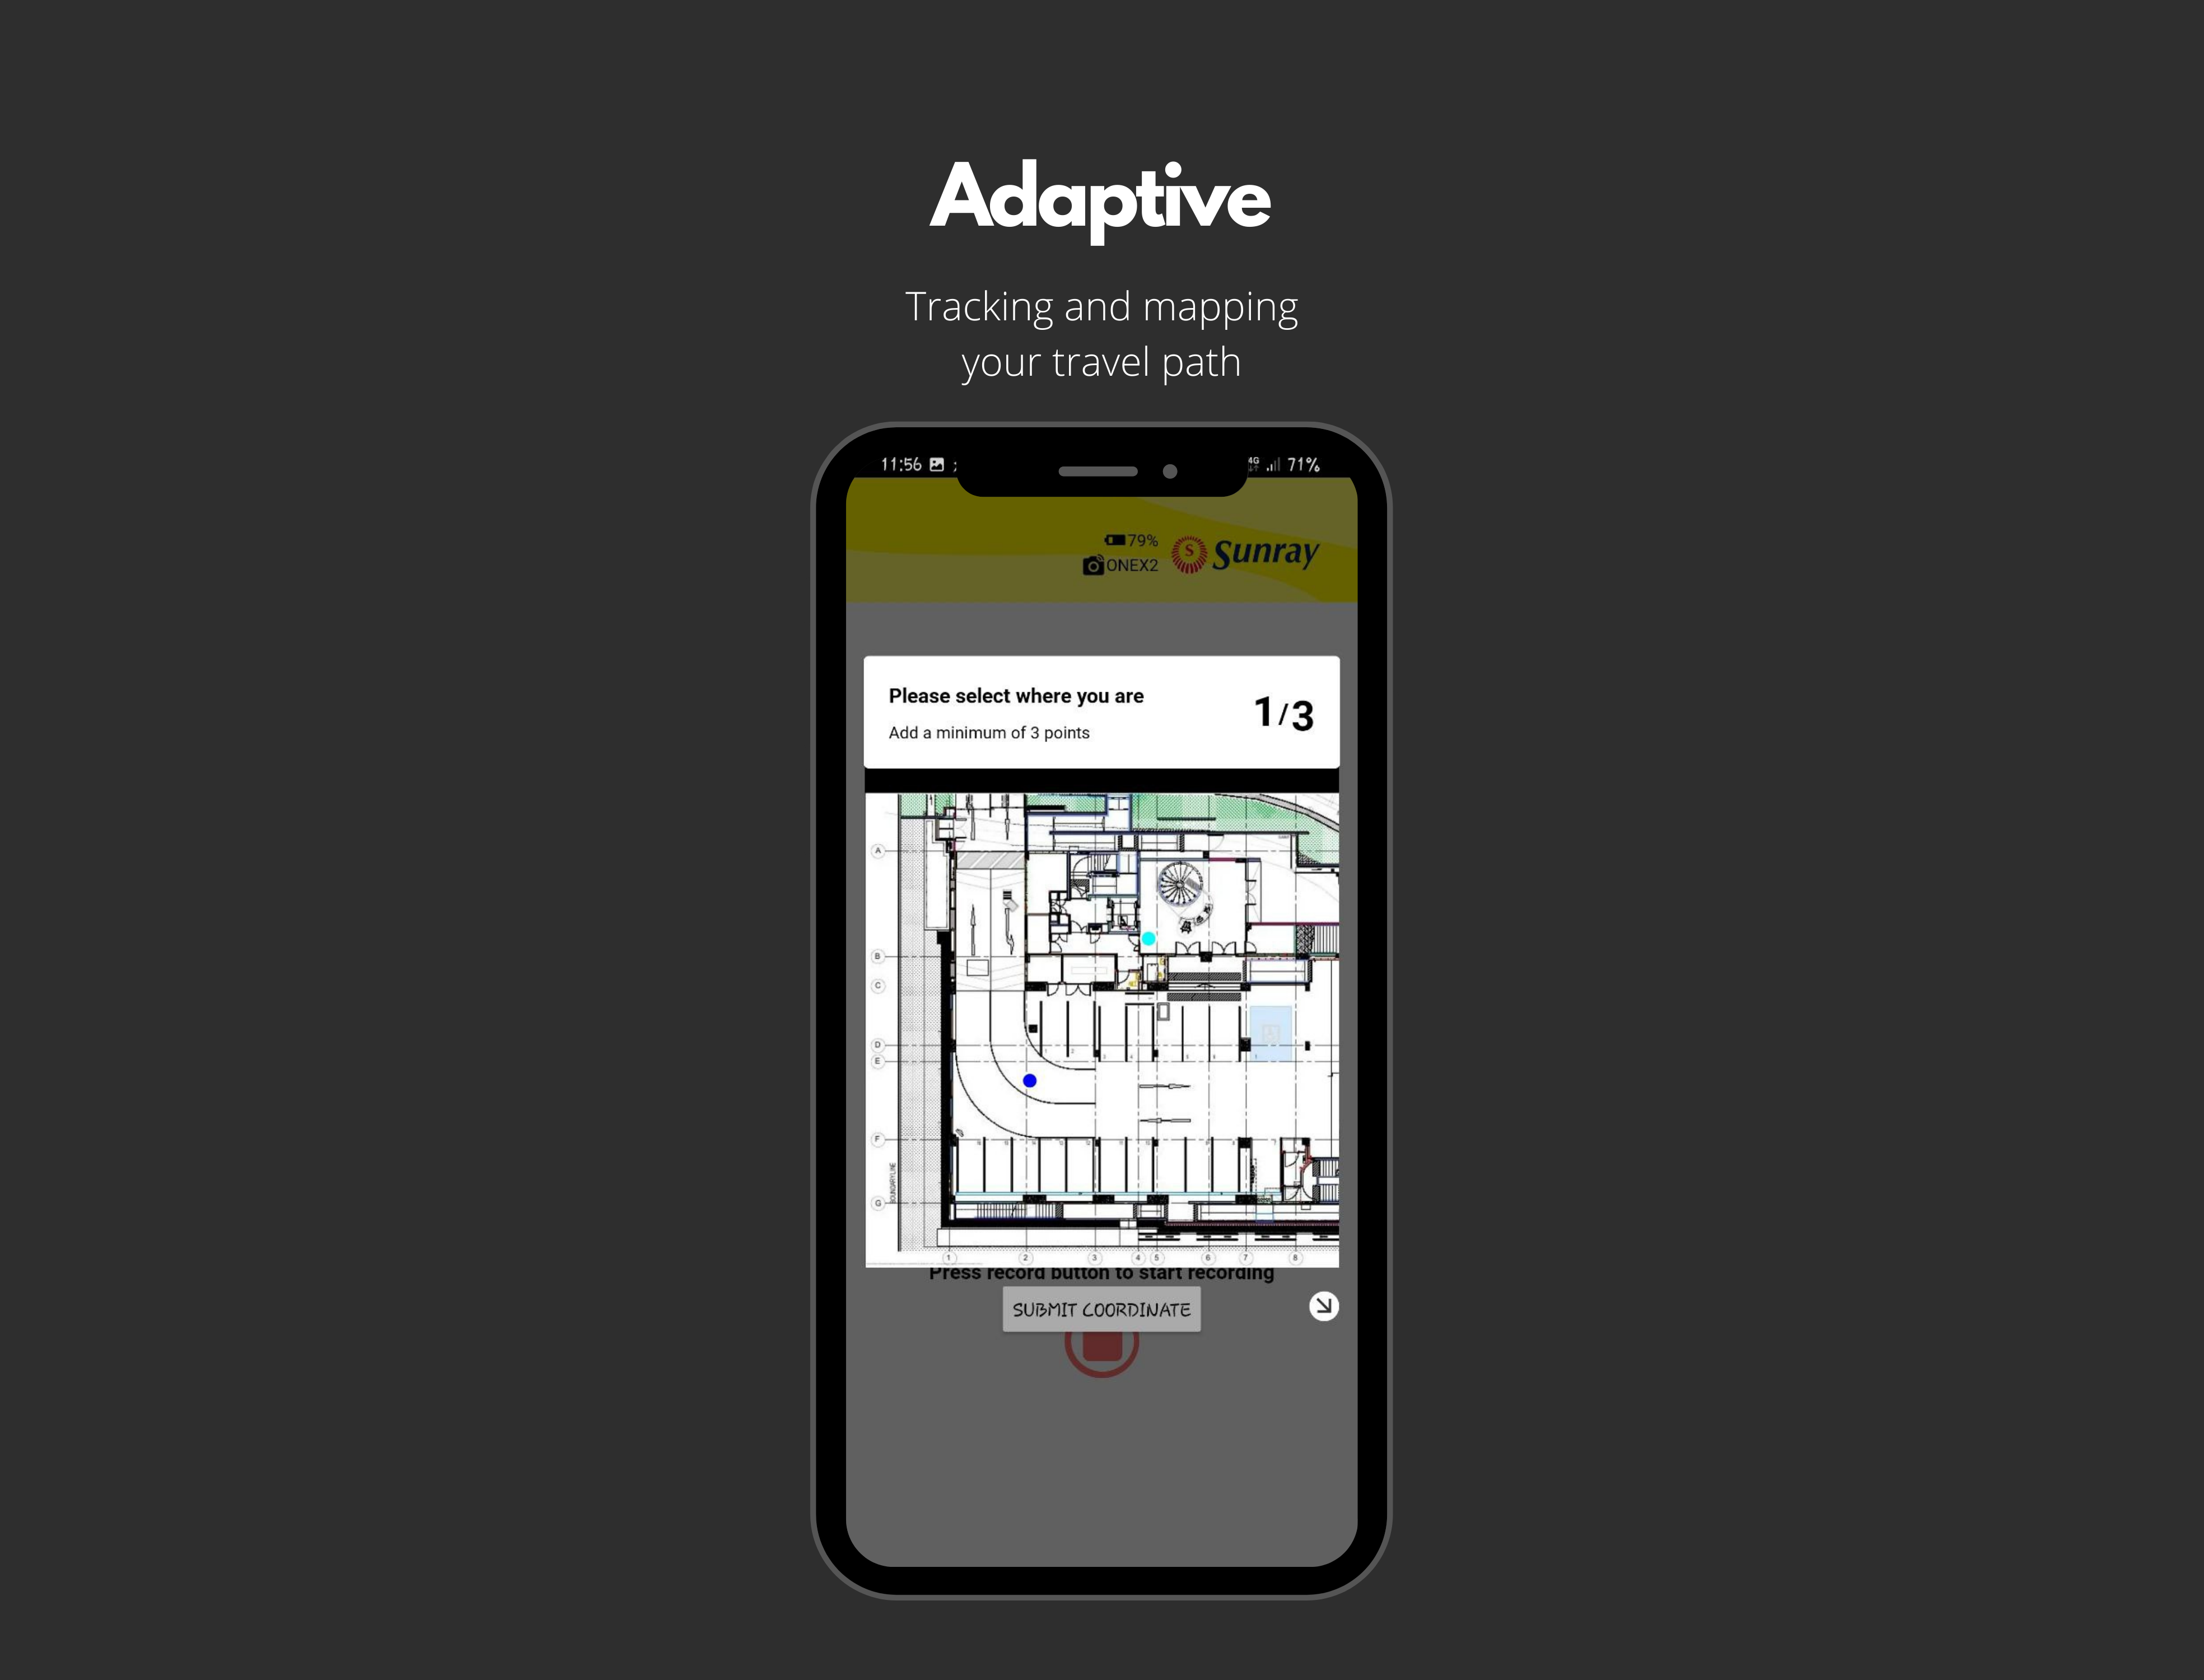 Adaptive
Tracking and mapping
your travel path
11:56
4G 71%
79%
ONEX2
S Sunray
Please select where you are
1/3
Add a minimum of 3 points
A
B
C
D
E
F
G
BOUNDARY LINE
1 2 3 4 5 6 7 8
Press record button to start recording
SUBMIT COORDINATE